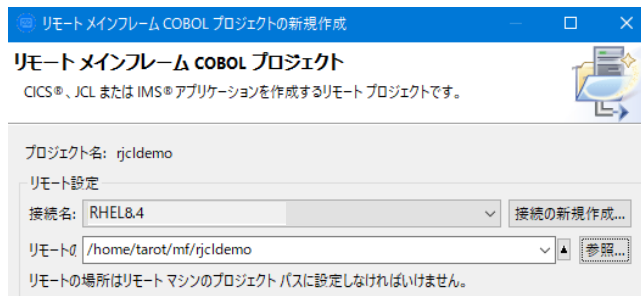 リモート メインフレーム COBOL プロジェクトの新規作成
リモート メインフレーム COBOL プロジェクト
CICS®、JCL または IMS® アプリケーションを作成するリモート プロジェクトです。
プロジェクト名: rjcldemo
リモート設定
接続名: RHEL8.4 接続の新規作成...
リモートの /home/tarot/mf/rjcldemo 参照...
リモートの場所はリモート マシンのプロジェクト パスに設定しなければいけません。